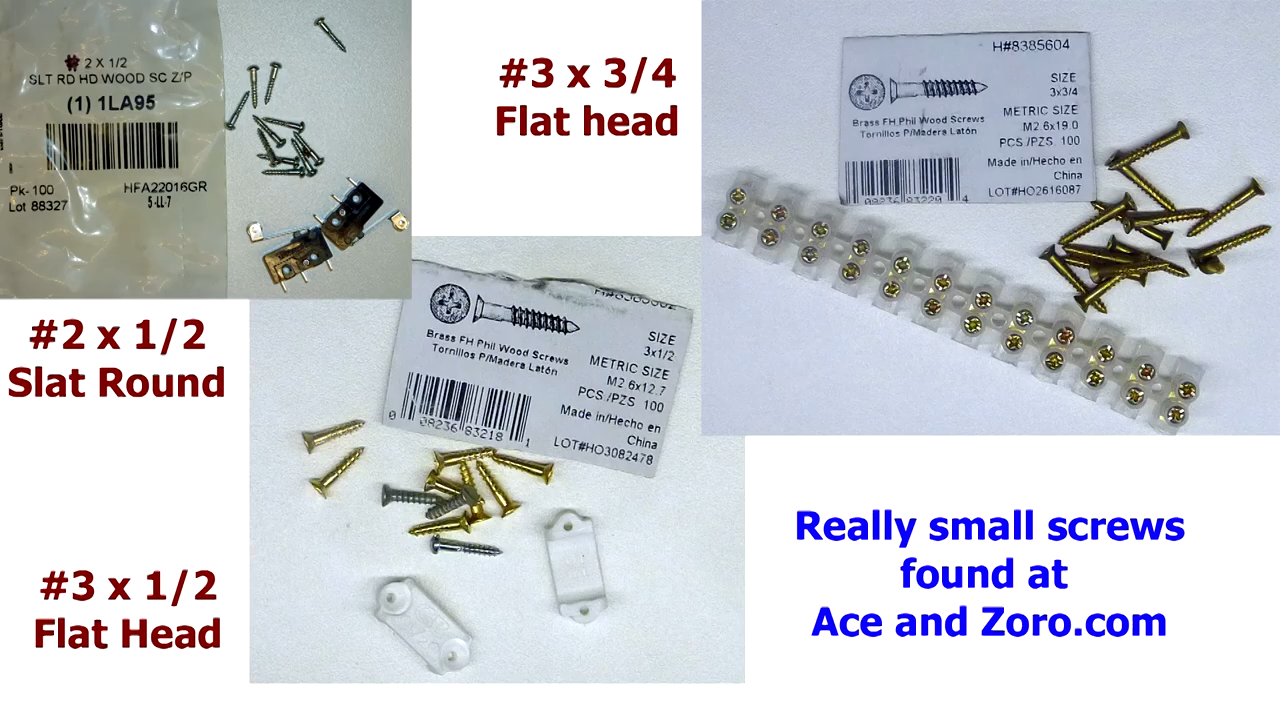 # 2 X 1/2
SLT RD HD WOOD SC Z/P
(1) 1LA95
Pk- 100
HFA22016GR
Lot 88327
5-LL-7
#3 x 3/4
Flat head
H#8385604
SIZE
3x3/4
METRIC SIZE
M2.6x19.0
PCS./PZS. 100
Brass FH Phil Wood Screws
Tornillos P/Madera Latón
Made in/Hecho en
China
LOT#HO2616087
08236 83220 4
#2 x 1/2
Slat Round
SIZE
3x1/2
METRIC SIZE
M2.6x12.7
PCS./PZS. 100
Brass FH Phil Wood Screws
Tornillos P/Madera Latón
Made in/Hecho en
China
LOT#HO3082478
0 08236 83218 1
#3 x 1/2
Flat Head
Really small screws
found at
Ace and Zoro.com